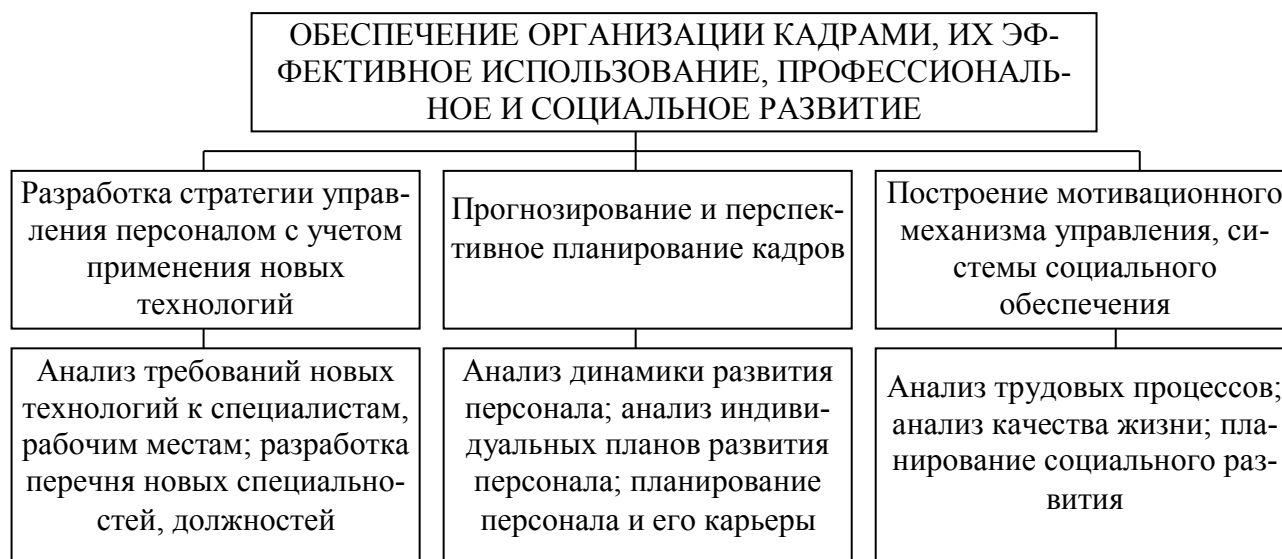 ОБЕСПЕЧЕНИЕ ОРГАНИЗАЦИИ КАДРАМИ, ИХ ЭФ-
ФЕКТИВНОЕ ИСПОЛЬЗОВАНИЕ, ПРОФЕССИОНАЛЬ-
НОЕ И СОЦИАЛЬНОЕ РАЗВИТИЕ
Разработка стратегии управ-
ления персоналом с учетом
применения новых
технологий
Прогнозирование и перспек-
тивное планирование кадров
Построение мотивационного
механизма управления, си-
стемы социального
обеспечения
Анализ требований новых
технологий к специалистам,
рабочим местам; разработка
перечня новых специально-
стей, должностей
Анализ динамики развития
персонала; анализ индиви-
дуальных планов развития
персонала; планирование
персонала и его карьеры
Анализ трудовых процессов;
анализ качества жизни; пла-
нирование социального раз-
вития